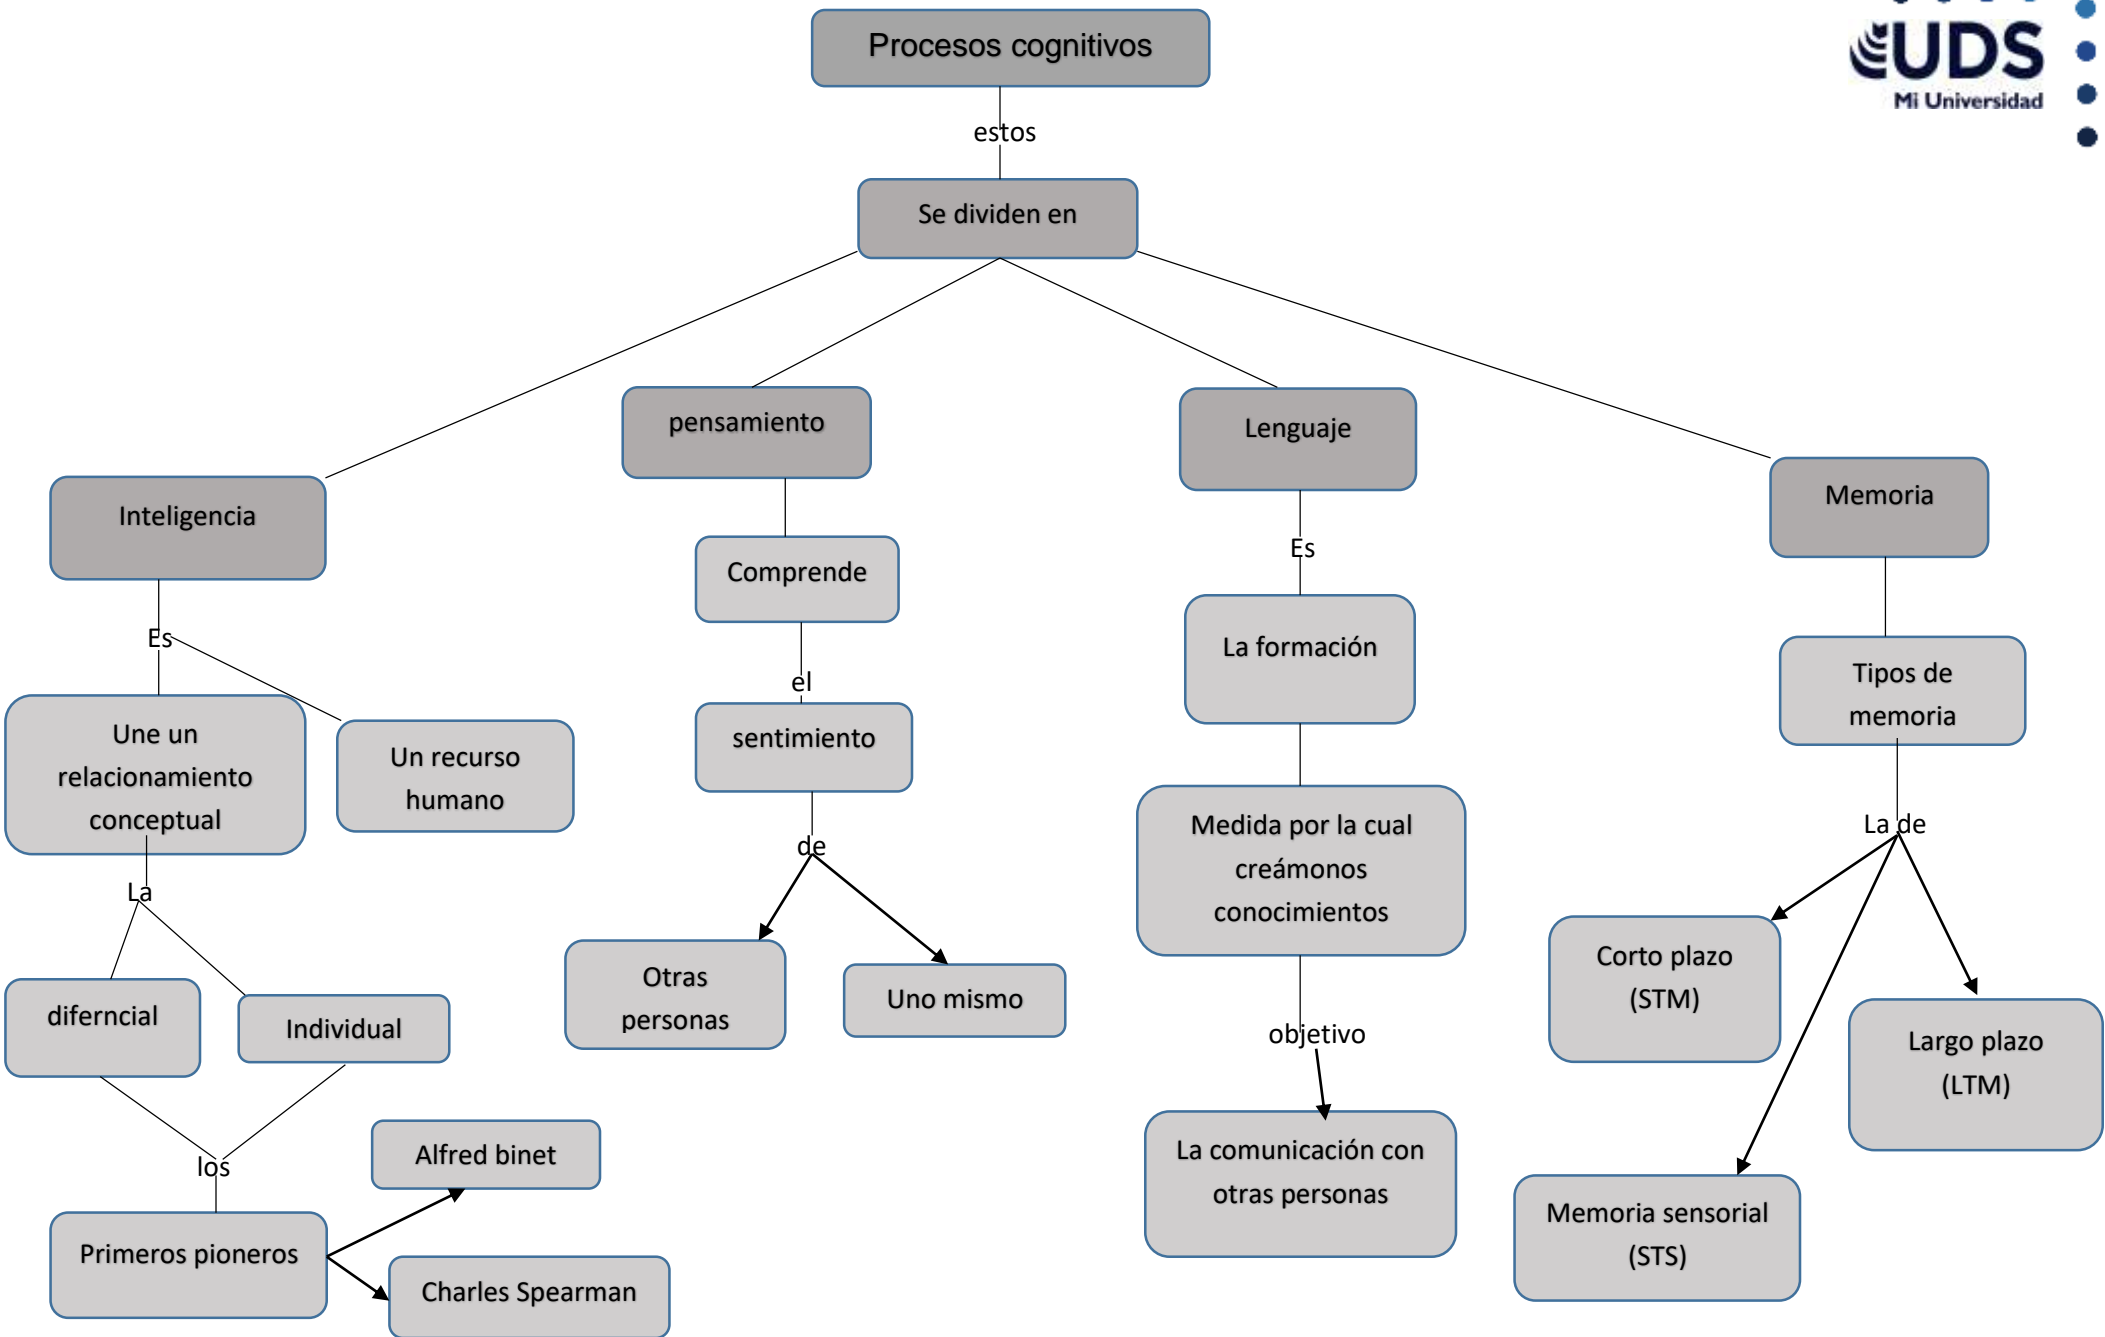 Procesos cognitivos
UDS
Mi Universidad
estos
Se dividen en
pensamiento
Lenguaje
Memoria
Inteligencia
Es
Comprende
La formación
Es
el
Tipos de
memoria
Une un
relacionamiento
conceptual
Un recurso
humano
sentimiento
de
Medida por la cual
creámonos
conocimientos
La de
La
diferncial
Individual
Otras
personas
Uno mismo
objetivo
Corto plazo
(STM)
Largo plazo
(LTM)
los
Alfred binet
La comunicación con
otras personas
Memoria sensorial
(STS)
Primeros pioneros
Charles Spearman